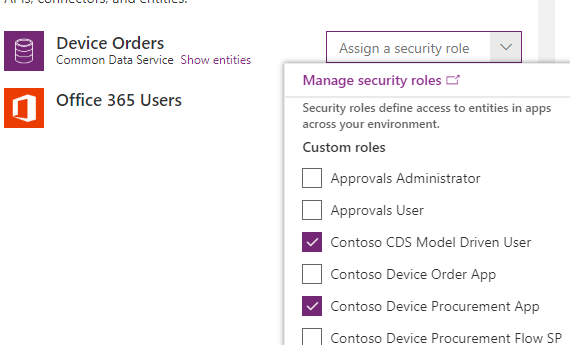 APIs, connectors, and entities.
Device Orders
Common Data Service Show entities
Assign a security role
Office 365 Users
Manage security roles
Security roles define access to entities in apps
across your environment.
Custom roles
Approvals Administrator
Approvals User
Contoso CDS Model Driven User
Contoso Device Order App
Contoso Device Procurement App
Contoso Device Procurement Flow SP